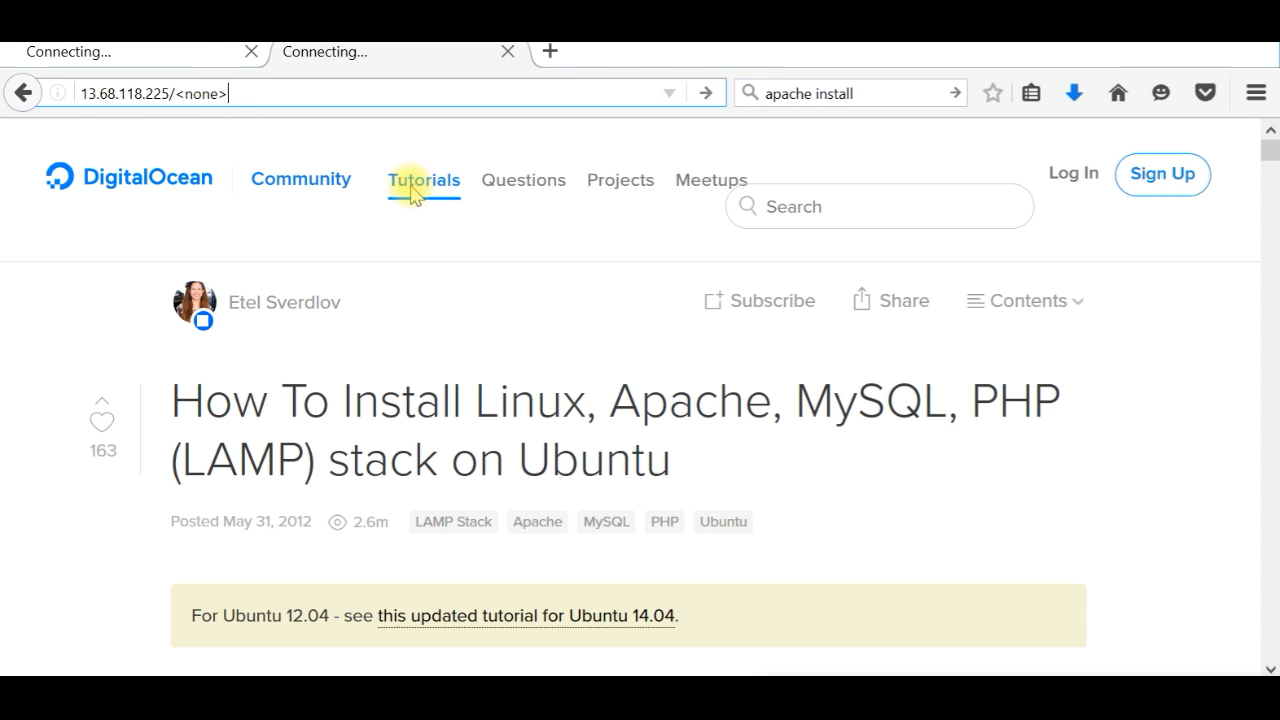 Connecting... Connecting...
13.68.118.225/<none> apache install
DigitalOcean Community Tutorials Questions Projects Meetups Log In Sign Up
Search
Etel Sverdlov Subscribe Share Contents
How To Install Linux, Apache, MySQL, PHP
163 (LAMP) stack on Ubuntu
Posted May 31, 2012 2.6m LAMP Stack Apache MySQL PHP Ubuntu
For Ubuntu 12.04 - see this updated tutorial for Ubuntu 14.04.